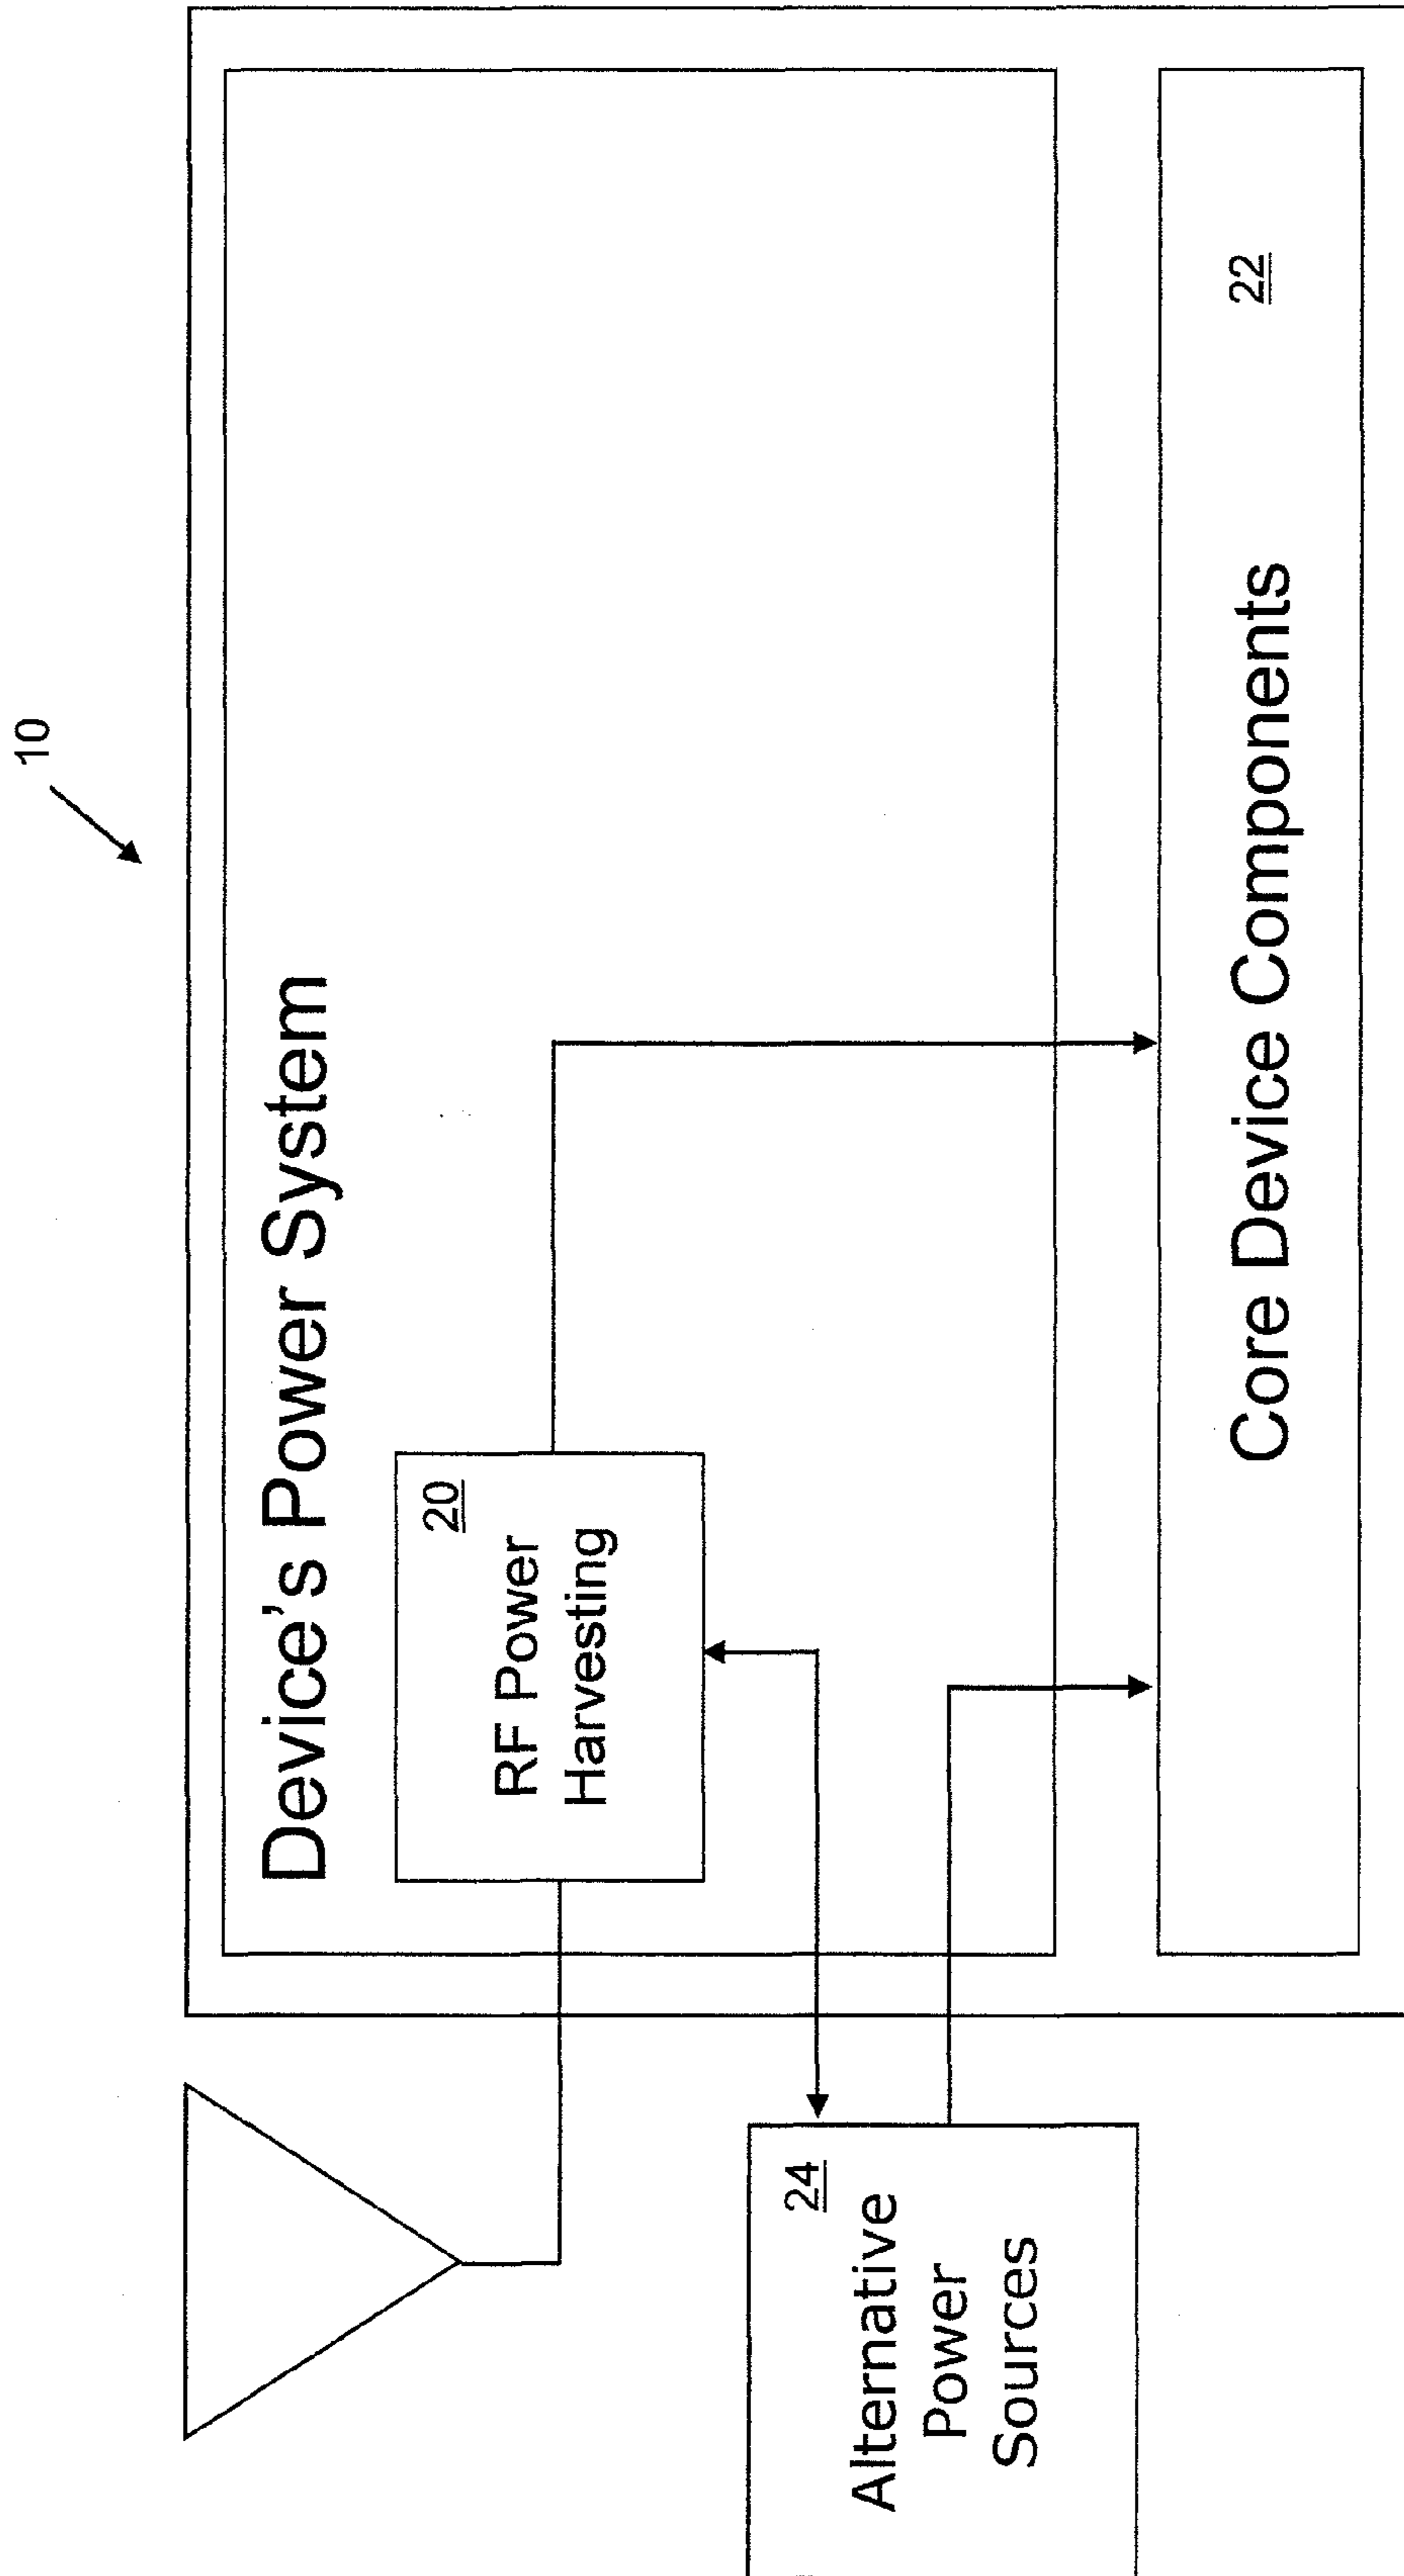 10
Device's Power System
20
RF Power
Harvesting
24
Alternative
Power
Sources
Core Device Components
22